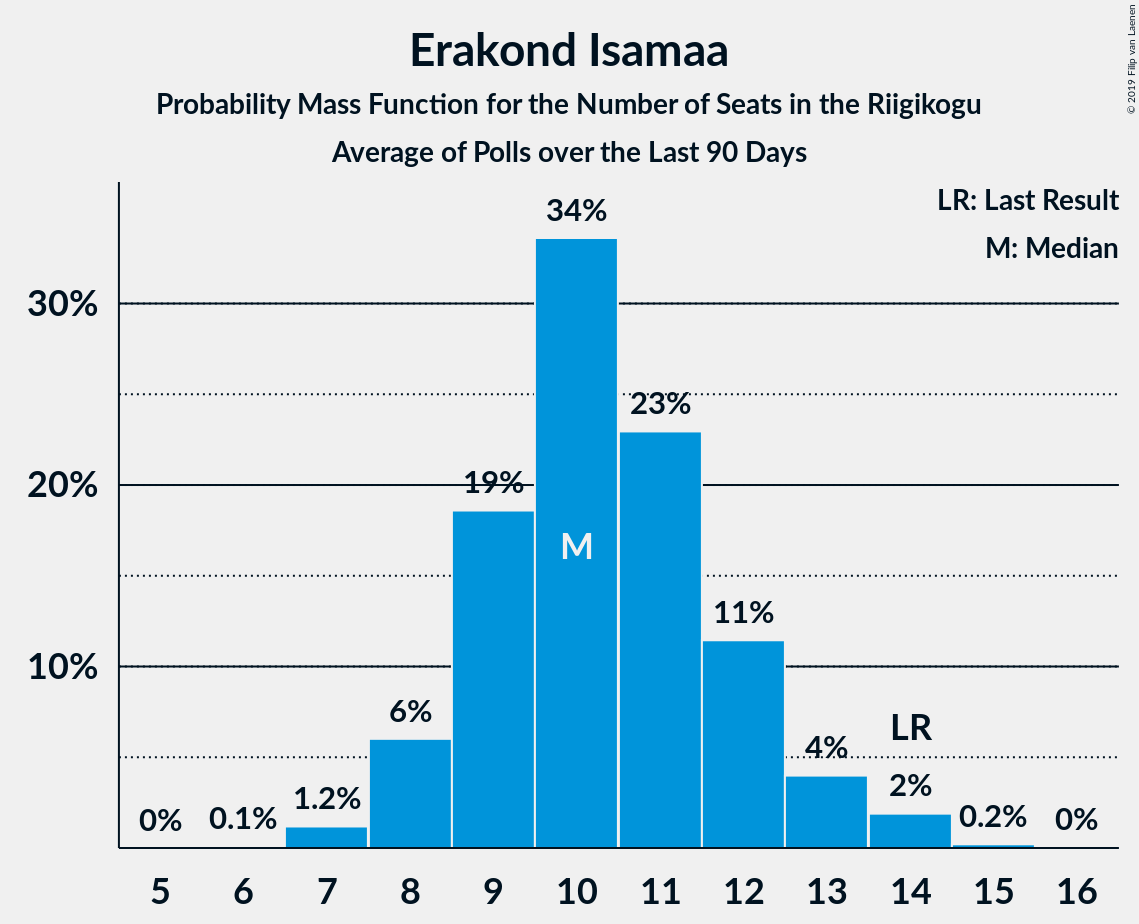 Erakond Isamaa
Probability Mass Function for the Number of Seats in the Riigikogu
Average of Polls over the Last 90 Days
© 2019 Filip van Laenen
LR: Last Result
M: Median
34%
30%
23%
20%
19%
M
11%
10%
6%
LR
4%
2%
1.2%
0%
0.1%
0.2%
0%
5 6 7 8 9 10 11 12 13 14 15 16